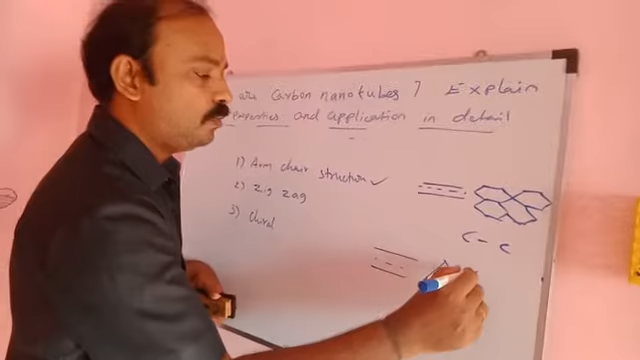 are Carbon nanotubes ? Explain
properties and application in detail
1) Arm chair structure ✓
2) Zig zag
3) Chiral
C - C